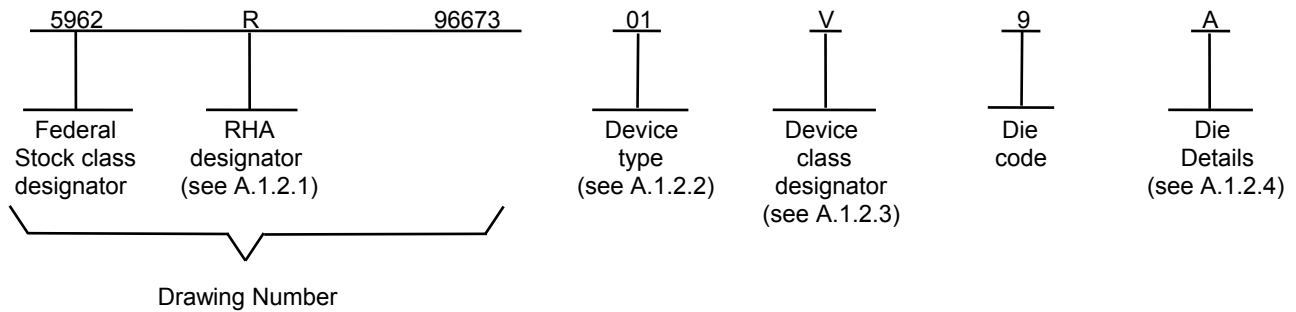 5962 R 96673 01 V 9 A
Federal Stock class designator
RHA designator (see A.1.2.1)
Device type (see A.1.2.2)
Device class designator (see A.1.2.3)
Die code
Die Details (see A.1.2.4)
Drawing Number